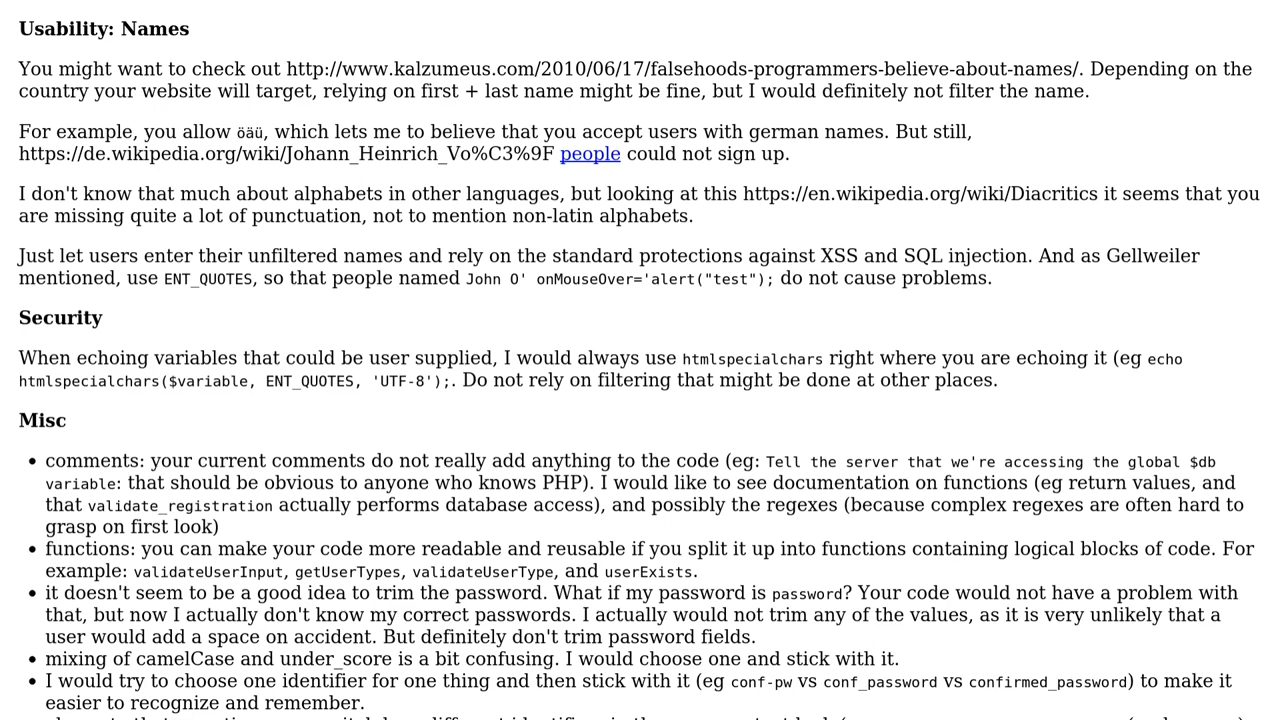 Usability: Names
You might want to check out http://www.kalzumeus.com/2010/06/17/falsehoods-programmers-believe-about-names/. Depending on the
country your website will target, relying on first + last name might be fine, but I would definitely not filter the name.
For example, you allow öäü, which lets me to believe that you accept users with german names. But still,
https://de.wikipedia.org/wiki/Johann_Heinrich_Vo%C3%9F people could not sign up.
I don't know that much about alphabets in other languages, but looking at this https://en.wikipedia.org/wiki/Diacritics it seems that you
are missing quite a lot of punctuation, not to mention non-latin alphabets.
Just let users enter their unfiltered names and rely on the standard protections against XSS and SQL injection. And as Gellweiler
mentioned, use ENT_QUOTES, so that people named John O' onMouseOver='alert("test"); do not cause problems.
Security
When echoing variables that could be user supplied, I would always use htmlspecialchars right where you are echoing it (eg echo
htmlspecialchars($variable, ENT_QUOTES, 'UTF-8');. Do not rely on filtering that might be done at other places.
Misc
• comments: your current comments do not really add anything to the code (eg: Tell the server that we're accessing the global $db
variable: that should be obvious to anyone who knows PHP). I would like to see documentation on functions (eg return values, and
that validate_registration actually performs database access), and possibly the regexes (because complex regexes are often hard to
grasp on first look)
• functions: you can make your code more readable and reusable if you split it up into functions containing logical blocks of code. For
example: validateUserInput, getUserTypes, validateUserType, and userExists.
• it doesn't seem to be a good idea to trim the password. What if my password is password? Your code would not have a problem with
that, but now I actually don't know my correct passwords. I actually would not trim any of the values, as it is very unlikely that a
user would add a space on accident. But definitely don't trim password fields.
• mixing of camelCase and under_score is a bit confusing. I would choose one and stick with it.
• I would try to choose one identifier for one thing and then stick with it (eg conf-pw vs conf_password vs confirmed_password) to make it
easier to recognize and remember.